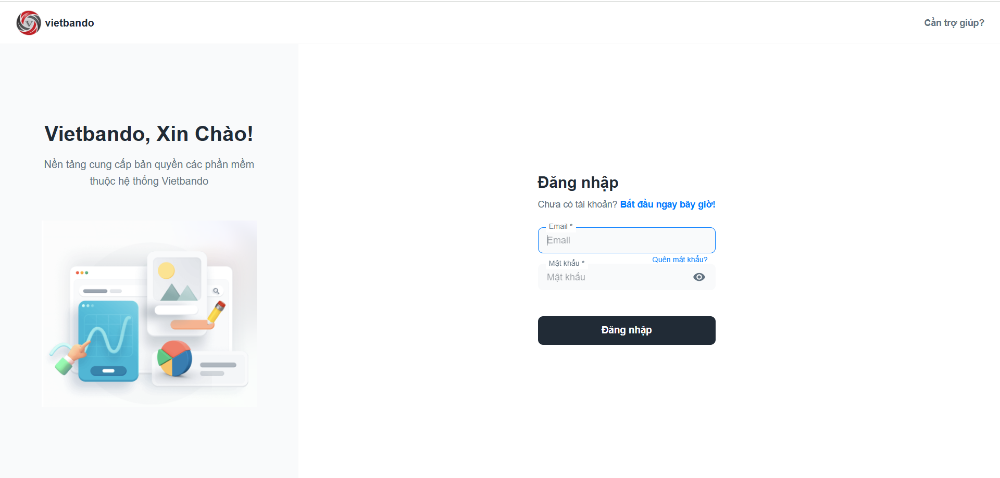 vietbando
Cần trợ giúp?
Vietbando, Xin Chào!
Nền tảng cung cấp bản quyền các phần mềm
thuộc hệ thống Vietbando
Đăng nhập
Chưa có tài khoản? Bắt đầu ngay bây giờ!
Email *
Email
Quên mật khẩu?
Mật khẩu *
Mật khẩu
Đăng nhập